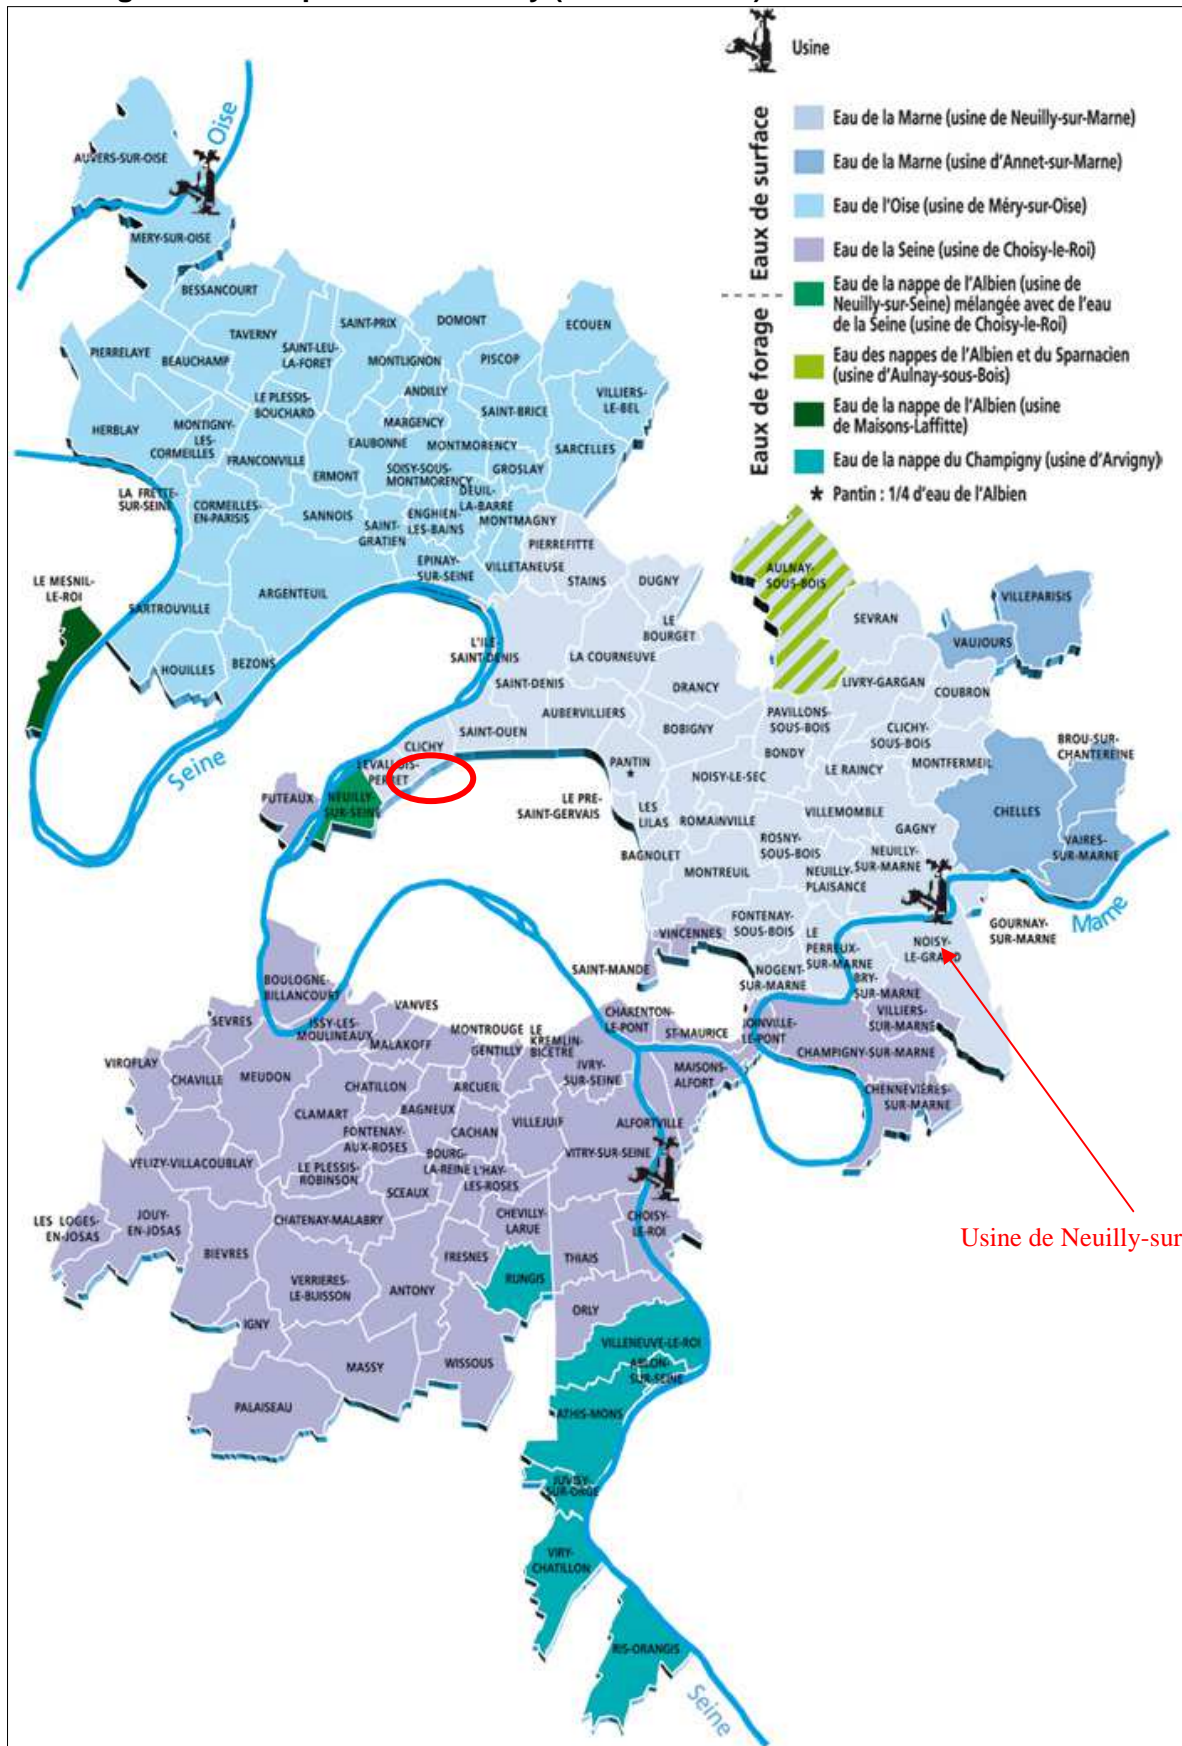 Usine
Eaux de surface
Eaux de forage
Eau de la Marne (usine de Neuilly-sur-Marne)
Eau de la Marne (usine d'Annet-sur-Marne)
Eau de l'Oise (usine de Méry-sur-Oise)
Eau de la Seine (usine de Choisy-le-Roi)
Eau de la nappe de l'Albien (usine de
Neuilly-sur-Seine) mélangée avec de l'eau
de la Seine (usine de Choisy-le-Roi)
Eau des nappes de l'Albien et du Sparnacien
(usine d'Aulnay-sous-Bois)
Eau de la nappe de l'Albien (usine
de Maisons-Laffitte)
Eau de la nappe du Champigny (usine d'Arvigny)
* Pantin : 1/4 d'eau de l'Albien
Oise
AUVERS-SUR-OISE
MERY-SUR-OISE
BESSANCOURT
TAVERNY
SAINT-PRIX
DOMONT
ECOUEN
PIERRELAYE
BEAUCHAMP
SAINT-LEU-
LA-FORET
MONTLIGNON
PISCOP
ANDILLY
VILLIERS-
LE-BEL
LE PLESSIS-
BOUCHARD
SAINT-BRICE
HERBLAY
MONTIGNY-
LES-
CORMEILLES
MARGENCY
EAUBONNE
MONTMORENCY
SARCELLES
FRANCONVILLE
ERMONT
SOISY-SOUS-
MONTMORENCY
GROSLAY
LA FRETTE-
SUR-SEINE
CORMEILLES-
EN-PARISIS
SANNOIS
SAINT-
GRATIEN
ENGHIEN-
LES-BAINS
DEUIL-
LA-BARRE
MONTMAGNY
PIERREFITTE
EPINAY-
SUR-SEINE
VILLETANEUSE
STAINS
DUGNY
AULNAY-
SOUS-BOIS
LE MESNIL-
LE-ROI
SARTROUVILLE
ARGENTEUIL
LE
BOURGET
SEVRAN
VILLEPARISIS
VAUJOURS
HOUILLES
BEZONS
L'ILE-
SAINT-DENIS
LA COURNEUVE
SAINT-DENIS
DRANCY
LIVRY-GARGAN
COUBRON
AUBERVILLIERS
BOBIGNY
PAVILLONS-
SOUS-BOIS
CLICHY-
SOUS-BOIS
Seine
CLICHY
SAINT-OUEN
BONDY
MONTFERMEIL
BROU-SUR-
CHANTEREINE
LEVALLOIS-
PERRET
PANTIN
*
NOISY-LE-SEC
LE RAINCY
PUTEAUX
NEUILLY-
SUR-SEINE
LE PRE-
SAINT-GERVAIS
LES
LILAS
ROMAINVILLE
VILLEMOMBLE
CHELLES
GAGNY
VAIRES-
SUR-MARNE
BAGNOLET
ROSNY-
SOUS-BOIS
NEUILLY-
SUR-MARNE
MONTREUIL
NEUILLY-
PLAISANCE
Marne
GOURNAY-
SUR-MARNE
VINCENNES
FONTENAY-
SOUS-BOIS
LE
PERREUX-
SUR-MARNE
NOISY-
LE-GRAND
SAINT-MANDE
NOGENT-
SUR-MARNE
BRY-
SUR-MARNE
BOULOGNE-
BILLANCOURT
SEVRES
ISSY-LES-
MOULINEAUX
VANVES
MALAKOFF
MONTROUGE
GENTILLY
LE
KREMLIN-
BICETRE
CHARENTON-
LE-PONT
ST-MAURICE
JOINVILLE-
LE-PONT
VILLIERS-
SUR-MARNE
CHAMPIGNY-SUR-MARNE
VIROFLAY
CHAVILLE
MEUDON
CHATILLON
ARCUEIL
IVRY-
SUR-SEINE
MAISONS-
ALFORT
CHENNEVIÈRES-
SUR-MARNE
CLAMART
BAGNEUX
VILLEJUIF
ALFORTVILLE
FONTENAY-
AUX-ROSES
CACHAN
VITRY-SUR-SEINE
VELIZY-VILLACOUBLAY
LE PLESSIS-
ROBINSON
BOURG-
LA-REINE
L'HAY-
LES-ROSES
SCEAUX
LES LOGES-
EN-JOSAS
JOUY-
EN-JOSAS
CHATENAY-MALABRY
CHEVILLY-
LARUE
CHOISY-
LE-ROI
Usine de Neuilly-sur
BIEVRES
FRESNES
THIAIS
RUNGIS
VERRIERES-
LE-BUISSON
ANTONY
ORLY
IGNY
VILLENEUVE-LE-ROI
MASSY
WISSOUS
ABLON-
SUR-SEINE
PALAISEAU
ATHIS-MONS
JUVISY-
SUR-ORGE
VIRY-
CHATILLON
RIS-ORANGIS
Seine